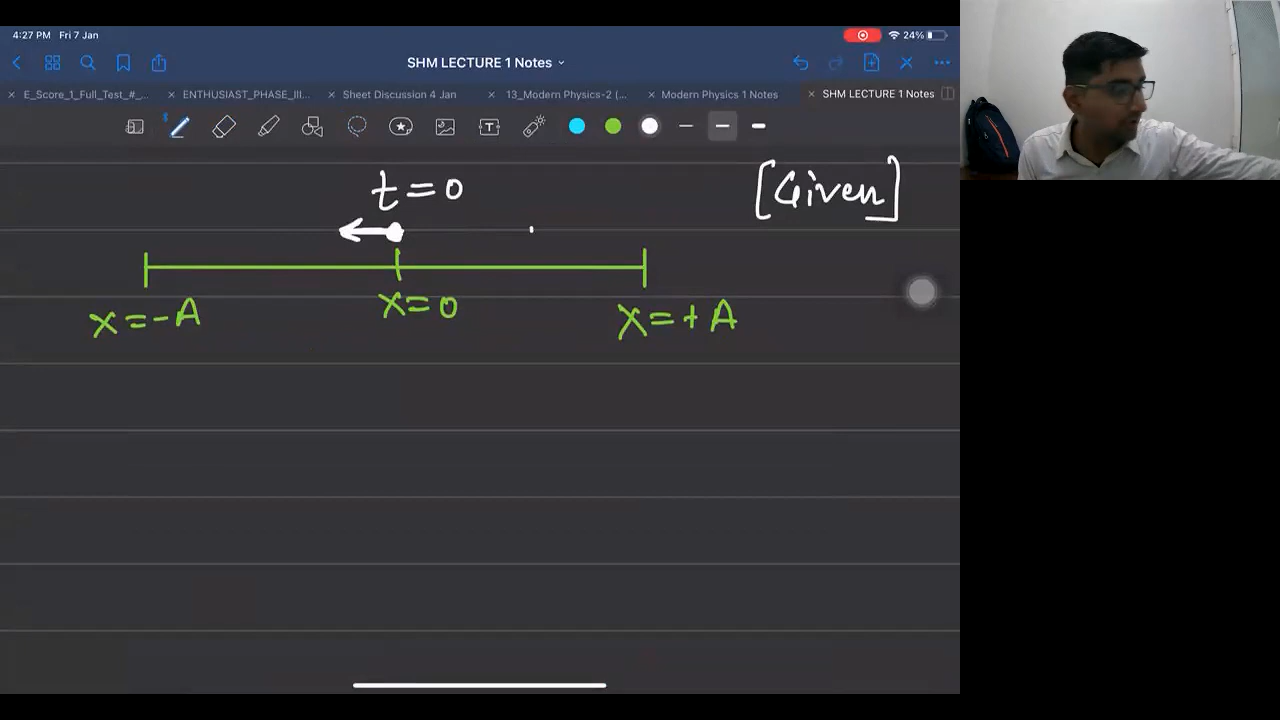 4:27 PM Fri 7 Jan
24%
SHM LECTURE 1 Notes
E_Score_1_Full_Test_#_...
ENTHUSIAST_PHASE_III...
Sheet Discussion 4 Jan
13_Modern Physics-2 (...
Modern Physics 1 Notes
SHM LECTURE 1 Notes
t=0
[Given]
x=-A
x=0
x=+A